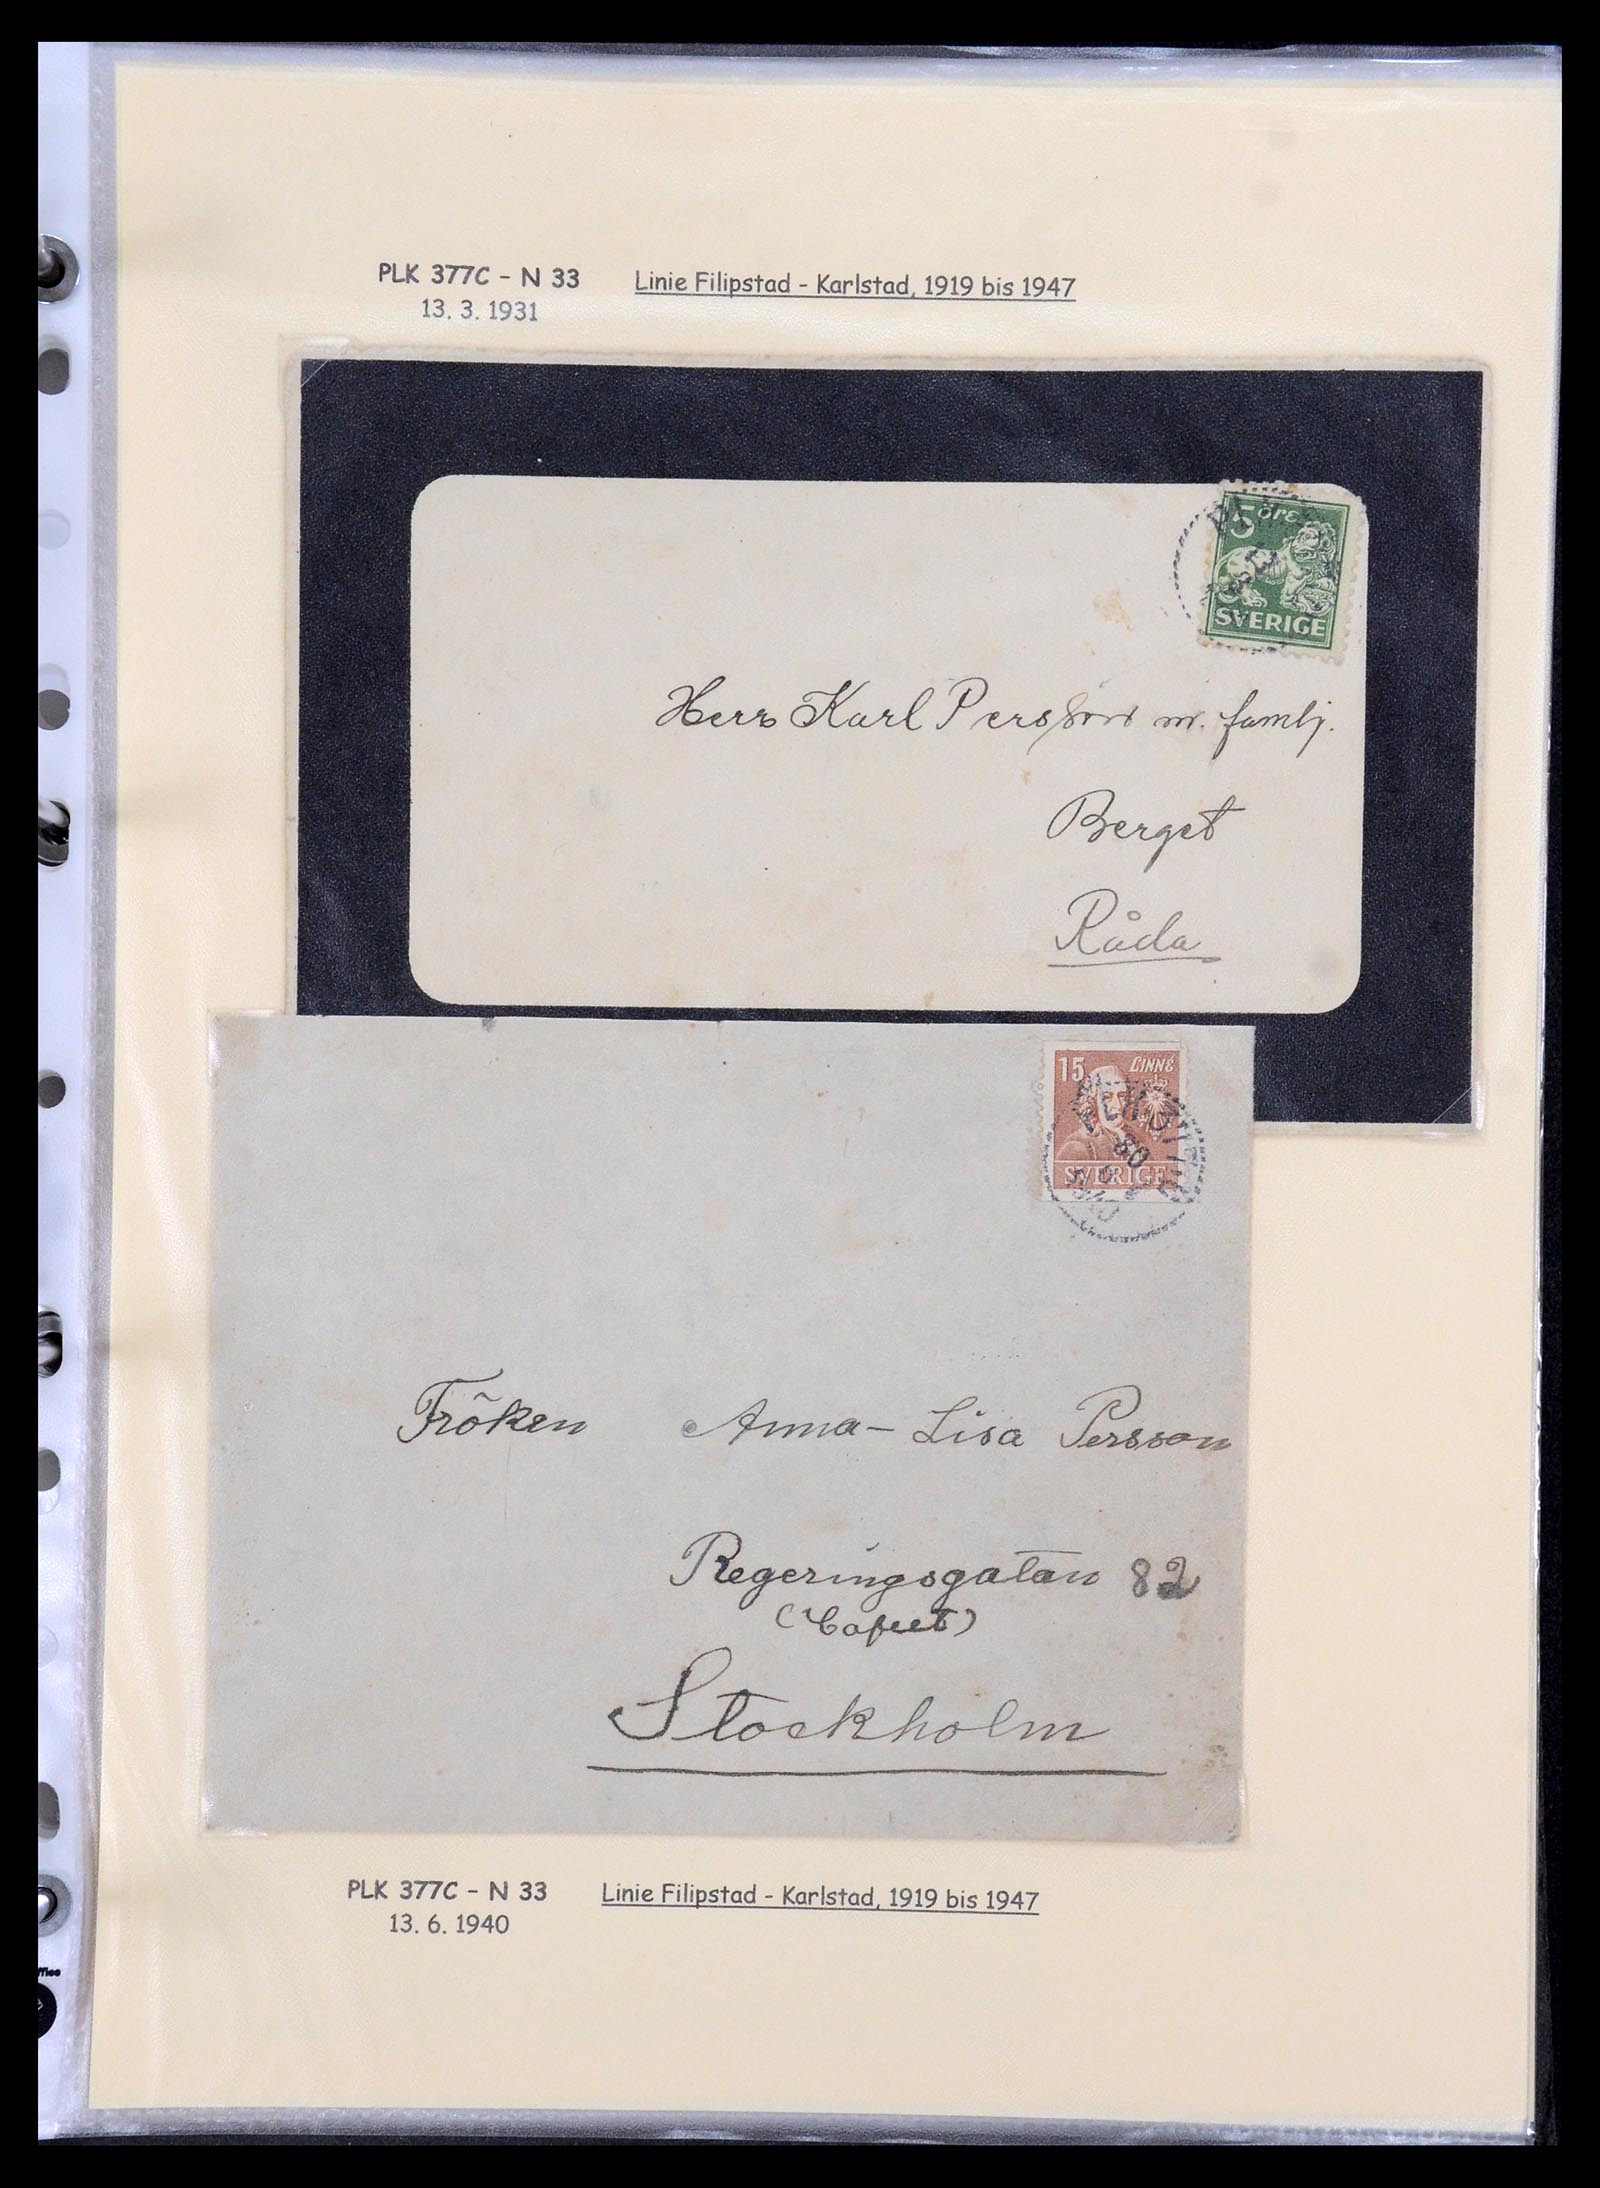 PLK 377C - N 33 Linie Filipstad - Karlstad, 1919 bis 1947
13. 3. 1931
5 öre
SVERIGE
Herr Karl Persson m. familj.
Berget
Råda
15 LINNÉ
SVERIGE
Fröken Anna-Lisa Persson
Regeringsgatan 82
(Cafeet)
Stockholm
PLK 377C - N 33 Linie Filipstad - Karlstad, 1919 bis 1947
13. 6. 1940
ffice